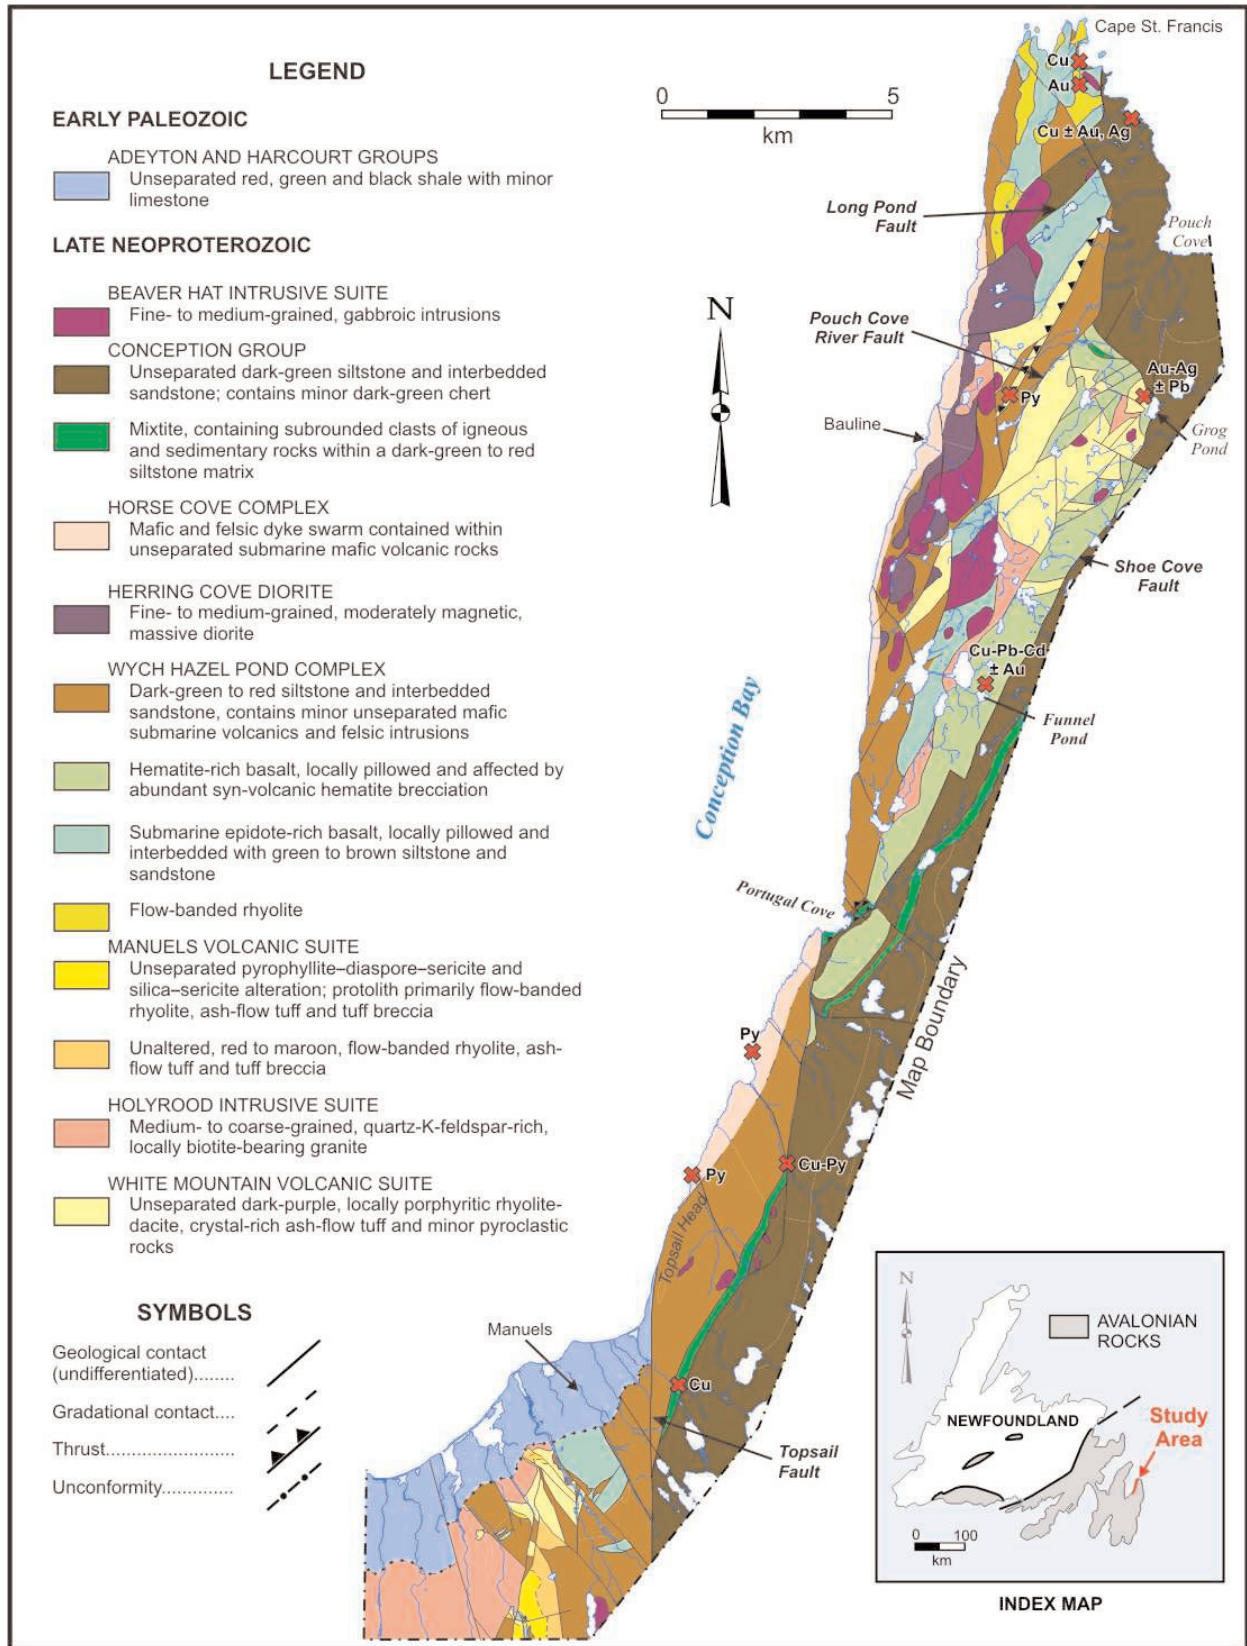 LEGEND
EARLY PALEOZOIC
ADEYTON AND HARCOURT GROUPS
Unseparated red, green and black shale with minor
limestone
LATE NEOPROTEROZOIC
BEAVER HAT INTRUSIVE SUITE
Fine- to medium-grained, gabbroic intrusions
CONCEPTION GROUP
Unseparated dark-green siltstone and interbedded
sandstone; contains minor dark-green chert
Mixtite, containing subrounded clasts of igneous
and sedimentary rocks within a dark-green to red
siltstone matrix
HORSE COVE COMPLEX
Mafic and felsic dyke swarm contained within
unseparated submarine mafic volcanic rocks
HERRING COVE DIORITE
Fine- to medium-grained, moderately magnetic,
massive diorite
WYCH HAZEL POND COMPLEX
Dark-green to red siltstone and interbedded
sandstone, contains minor unseparated mafic
submarine volcanics and felsic intrusions
Hematite-rich basalt, locally pillowed and affected by
abundant syn-volcanic hematite brecciation
Submarine epidote-rich basalt, locally pillowed and
interbedded with green to brown siltstone and
sandstone
Flow-banded rhyolite
MANUELS VOLCANIC SUITE
Unseparated pyrophyllite–diaspore–sericite and
silica–sericite alteration; protolith primarily flow-banded
rhyolite, ash-flow tuff and tuff breccia
Unaltered, red to maroon, flow-banded rhyolite, ash-
flow tuff and tuff breccia
HOLYROOD INTRUSIVE SUITE
Medium- to coarse-grained, quartz-K-feldspar-rich,
locally biotite-bearing granite
WHITE MOUNTAIN VOLCANIC SUITE
Unseparated dark-purple, locally porphyritic rhyolite-
dacite, crystal-rich ash-flow tuff and minor pyroclastic
rocks
SYMBOLS
Geological contact
(undifferentiated)........
Gradational contact....
Thrust........................
Unconformity.............
0 5
km
N
Cape St. Francis
Cu
Au
Cu ± Au, Ag
Long Pond
Fault
Pouch
Cove
Pouch Cove
River Fault
Au-Ag
± Pb
Py
Bauline
Grog
Pond
Shoe Cove
Fault
Cu-Pb-Cd
± Au
Funnel
Pond
Conception Bay
Portugal Cove
Map Boundary
Py
Cu-Py
Py
Topsail Head
Manuels
Cu
Topsail
Fault
N
AVALONIAN
ROCKS
NEWFOUNDLAND
Study
Area
0 100
km
INDEX MAP